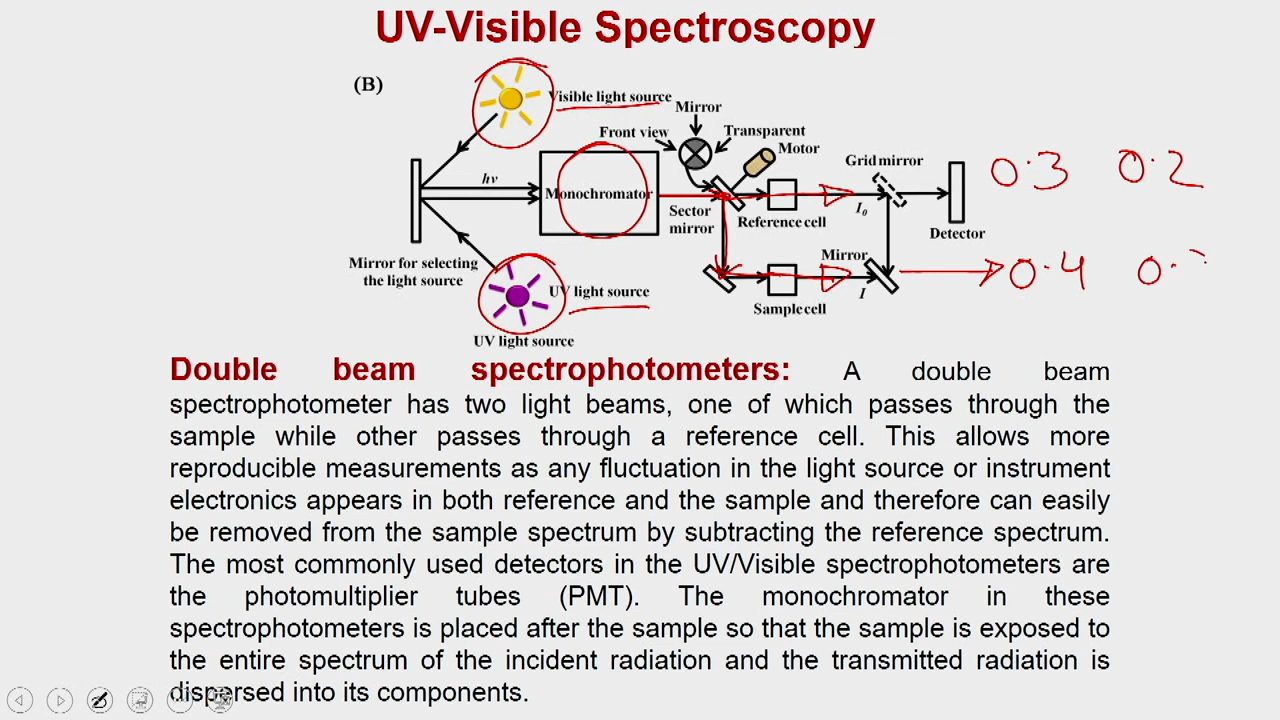 UV-Visible Spectroscopy
(B)
Visible light source
Mirror
Front view
Transparent
Motor
Grid mirror
hν
Monochromator
0.3 0.2
Sector
mirror
Reference cell
I0
Detector
Mirror for selecting
the light source
Mirror
0.4 0.
UV light source
Sample cell
I
UV light source
Double beam spectrophotometers: A double beam
spectrophotometer has two light beams, one of which passes through the
sample while other passes through a reference cell. This allows more
reproducible measurements as any fluctuation in the light source or instrument
electronics appears in both reference and the sample and therefore can easily
be removed from the sample spectrum by subtracting the reference spectrum.
The most commonly used detectors in the UV/Visible spectrophotometers are
the photomultiplier tubes (PMT). The monochromator in these
spectrophotometers is placed after the sample so that the sample is exposed to
the entire spectrum of the incident radiation and the transmitted radiation is
dispersed into its components.